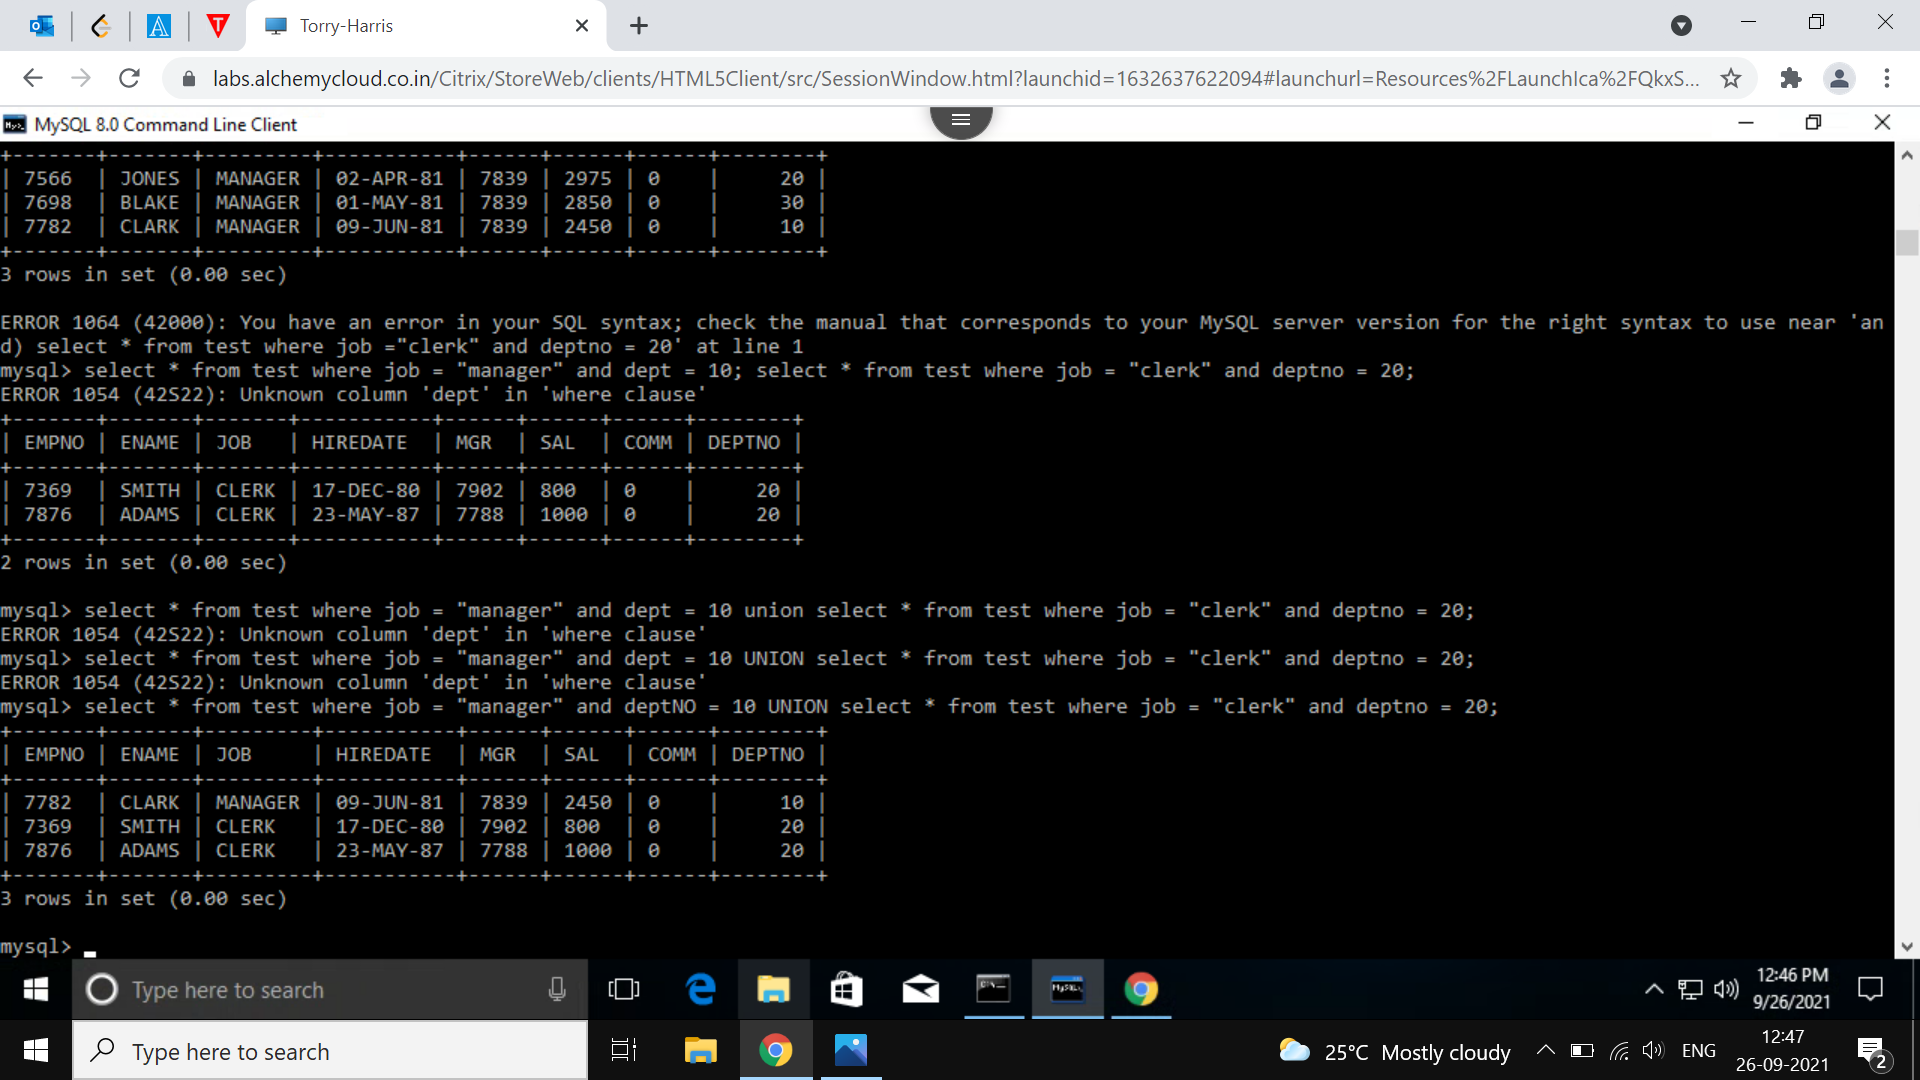 Torry-Harris
labs.alchemycloud.co.in/Citrix/StoreWeb/clients/HTML5Client/src/SessionWindow.html?launchid=1632637622094#launchurl=Resources%2FLaunchIca%2FQkxS...
MySQL 8.0 Command Line Client
+-------+-------+---------+-----------+------+------+------+--------+
| 7566  | JONES | MANAGER | 02-APR-81 | 7839 | 2975 | 0    |     20 |
| 7698  | BLAKE | MANAGER | 01-MAY-81 | 7839 | 2850 | 0    |     30 |
| 7782  | CLARK | MANAGER | 09-JUN-81 | 7839 | 2450 | 0    |     10 |
+-------+-------+---------+-----------+------+------+------+--------+
3 rows in set (0.00 sec)
ERROR 1064 (42000): You have an error in your SQL syntax; check the manual that corresponds to your MySQL server version for the right syntax to use near 'an
d) select * from test where job ="clerk" and deptno = 20' at line 1
mysql> select * from test where job = "manager" and dept = 10; select * from test where job = "clerk" and deptno = 20;
ERROR 1054 (42S22): Unknown column 'dept' in 'where clause'
+-------+-------+-------+-----------+------+------+------+--------+
| EMPNO | ENAME | JOB   | HIREDATE  | MGR  | SAL  | COMM | DEPTNO |
+-------+-------+-------+-----------+------+------+------+--------+
| 7369  | SMITH | CLERK | 17-DEC-80 | 7902 | 800  | 0    |     20 |
| 7876  | ADAMS | CLERK | 23-MAY-87 | 7788 | 1000 | 0    |     20 |
+-------+-------+-------+-----------+------+------+------+--------+
2 rows in set (0.00 sec)
mysql> select * from test where job = "manager" and dept = 10 union select * from test where job = "clerk" and deptno = 20;
ERROR 1054 (42S22): Unknown column 'dept' in 'where clause'
mysql> select * from test where job = "manager" and dept = 10 UNION select * from test where job = "clerk" and deptno = 20;
ERROR 1054 (42S22): Unknown column 'dept' in 'where clause'
mysql> select * from test where job = "manager" and deptNO = 10 UNION select * from test where job = "clerk" and deptno = 20;
+-------+-------+---------+-----------+------+------+------+--------+
| EMPNO | ENAME | JOB     | HIREDATE  | MGR  | SAL  | COMM | DEPTNO |
+-------+-------+---------+-----------+------+------+------+--------+
| 7782  | CLARK | MANAGER | 09-JUN-81 | 7839 | 2450 | 0    |     10 |
| 7369  | SMITH | CLERK   | 17-DEC-80 | 7902 | 800  | 0    |     20 |
| 7876  | ADAMS | CLERK   | 23-MAY-87 | 7788 | 1000 | 0    |     20 |
+-------+-------+---------+-----------+------+------+------+--------+
3 rows in set (0.00 sec)
mysql>
Type here to search
12:46 PM
9/26/2021
Type here to search
25°C Mostly cloudy
ENG
12:47
26-09-2021
2